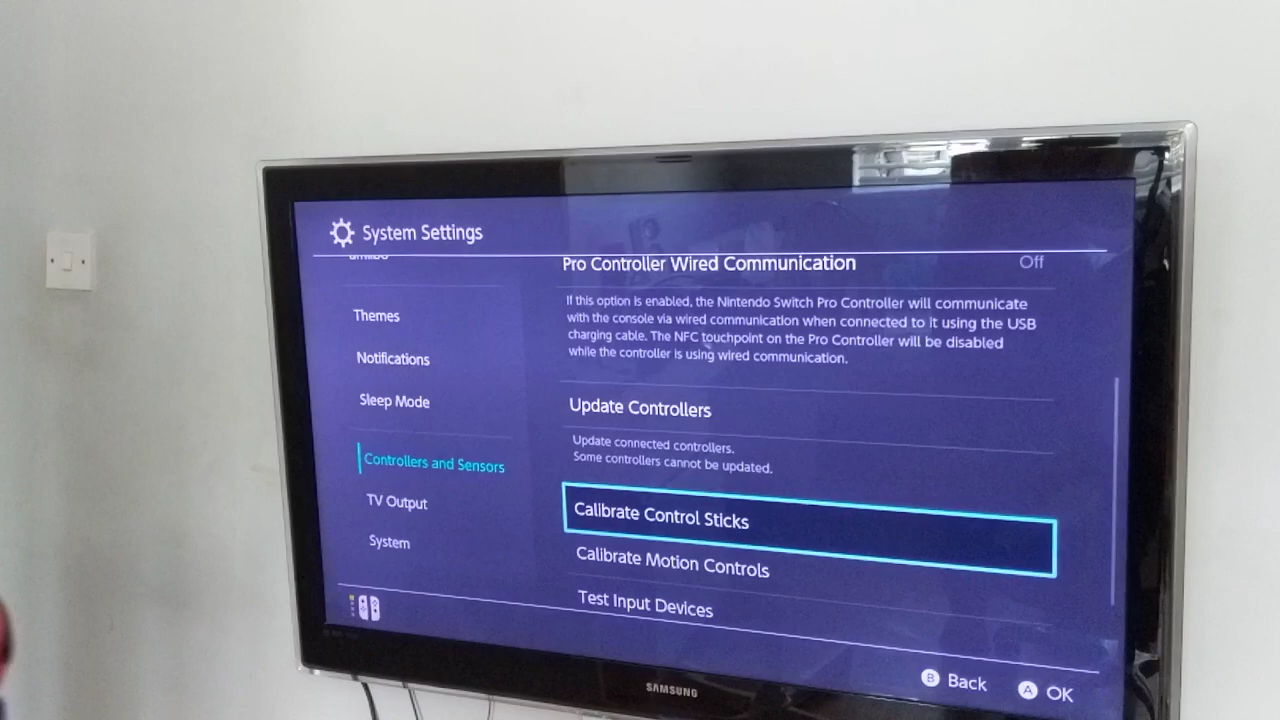 System Settings
Themes
Notifications
Sleep Mode
Controllers and Sensors
TV Output
System
Pro Controller Wired Communication Off
If this option is enabled, the Nintendo Switch Pro Controller will communicate
with the console via wired communication when connected to it using the USB
charging cable. The NFC touchpoint on the Pro Controller will be disabled
while the controller is using wired communication.
Update Controllers
Update connected controllers.
Some controllers cannot be updated.
Calibrate Control Sticks
Calibrate Motion Controls
Test Input Devices
B Back A OK
SAMSUNG